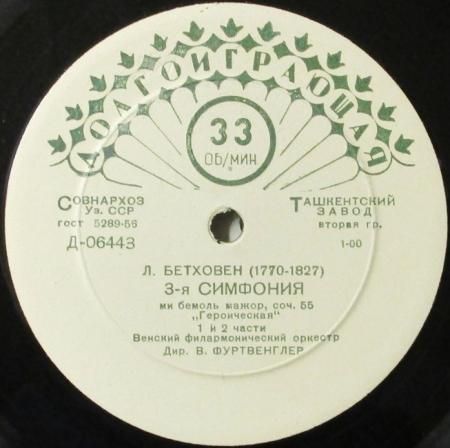 ДОЛГОИГРАЮЩАЯ
33
ОБ/МИН
СОВНАРХОЗ
Уз. ССР
гост 5289-56
Д-06443
ТАШКЕНТСКИЙ
ЗАВОД
вторая гр.
1-00
Л. БЕТХОВЕН (1770-1827)
3-я СИМФОНИЯ
ми бемоль мажор, соч. 55
„Героическая"
1 и 2 части
Венский филармонический оркестр
Дир. В. ФУРТВЕНГЛЕР